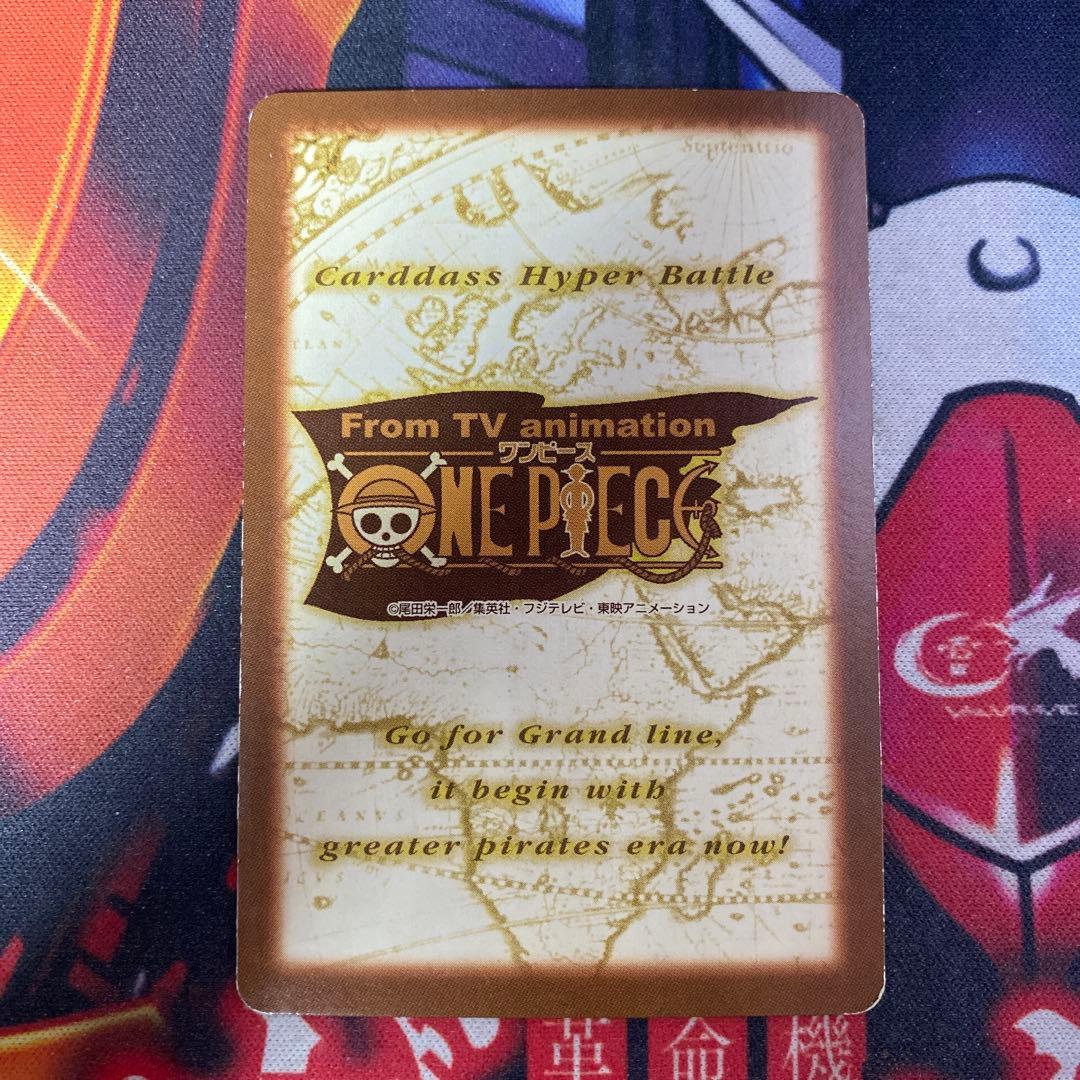 Septentrio
Carddass Hyper Battle
From TV animation
ワンピース
ONE PIECE
©尾田栄一郎／集英社・フジテレビ・東映アニメーション
Go for Grand line,
it begin with
greater pirates era now!
革命機